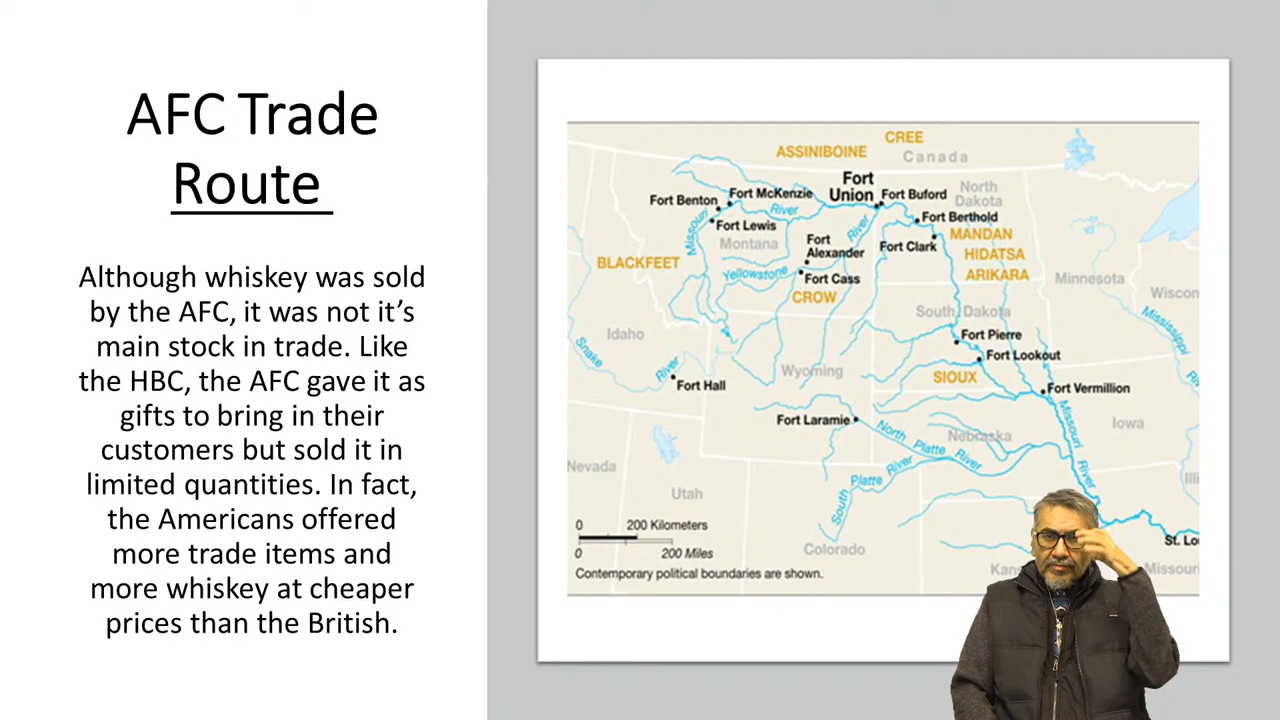 AFC Trade
Route
Although whiskey was sold
by the AFC, it was not it’s
main stock in trade. Like
the HBC, the AFC gave it as
gifts to bring in their
customers but sold it in
limited quantities. In fact,
the Americans offered
more trade items and
more whiskey at cheaper
prices than the British.
CREE
ASSINIBOINE
Canada
Fort
Union
North
Dakota
Fort Benton
Fort McKenzie
Fort Buford
Missouri
River
River
Fort Berthold
Fort Lewis
Montana
Fort
Alexander
Fort Clark
MANDAN
HIDATSA
ARIKARA
BLACKFEET
Yellowstone
Fort Cass
CROW
Minnesota
Wiscon
Mississippi
Ri
South Dakota
Idaho
Snake
River
Fort Hall
Wyoming
Fort Pierre
Fort Lookout
SIOUX
Fort Vermillion
Fort Laramie
North Platte River
Nebraska
Missouri River
Iowa
Nevada
Utah
South Platte River
Illi
0 200 Kilometers
0 200 Miles
Colorado
Kans
St. Lo
Missouri
Contemporary political boundaries are shown.